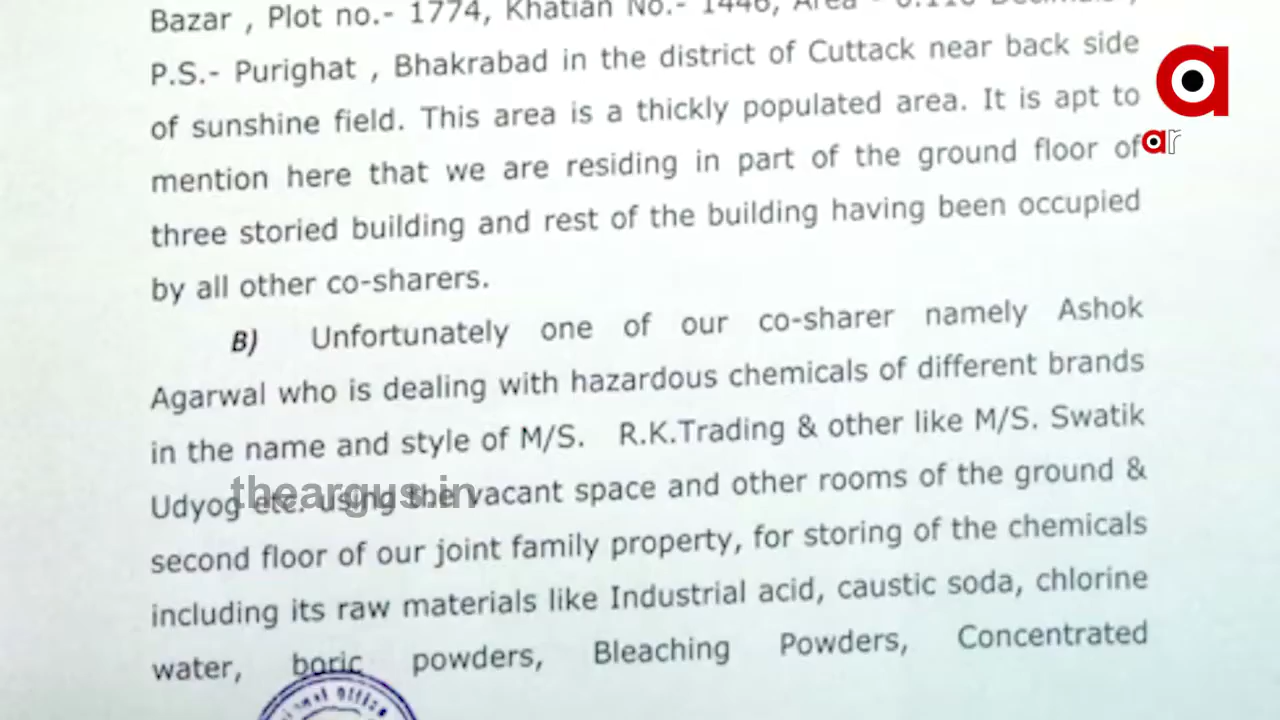 Bazar , Plot no.- 1774, Khatian No.- 1446, Area - 0.110 Decimals ,
P.S.- Purighat , Bhakrabad in the district of Cuttack near back side
of sunshine field. This area is a thickly populated area. It is apt to
mention here that we are residing in part of the ground floor of
three storied building and rest of the building having been occupied
by all other co-sharers.
B) Unfortunately one of our co-sharer namely Ashok
Agarwal who is dealing with hazardous chemicals of different brands
in the name and style of M/S. R.K.Trading & other like M/S. Swatik
Udyog etc. using the vacant space and other rooms of the ground &
second floor of our joint family property, for storing of the chemicals
including its raw materials like Industrial acid, caustic soda, chlorine
water, boric powders, Bleaching Powders, Concentrated
Office
theargus.in
a
ar